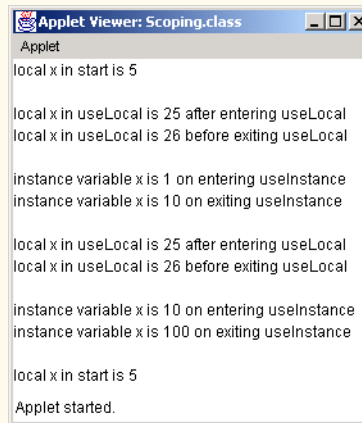 Applet Viewer: Scoping.class
Applet
local x in start is 5
local x in useLocal is 25 after entering useLocal
local x in useLocal is 26 before exiting useLocal
instance variable x is 1 on entering useInstance
instance variable x is 10 on exiting useInstance
local x in useLocal is 25 after entering useLocal
local x in useLocal is 26 before exiting useLocal
instance variable x is 10 on entering useInstance
instance variable x is 100 on exiting useInstance
local x in start is 5
Applet started.